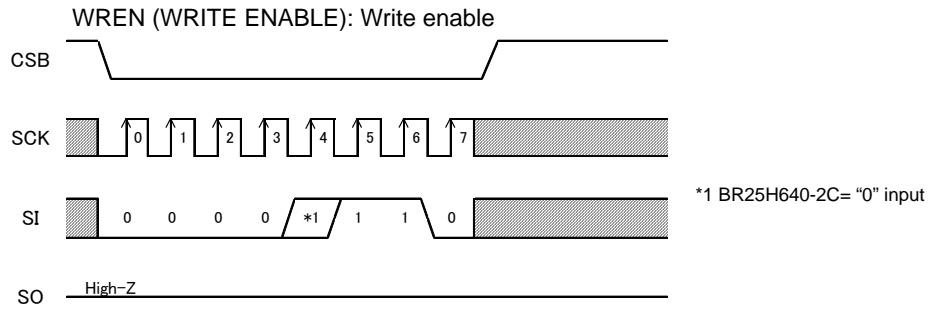 WREN (WRITE ENABLE): Write enable
CSB
SCK 0 1 2 3 4 5 6 7
SI 0 0 0 0 *1 1 1 0
*1 BR25H640-2C= “0” input
SO High-Z